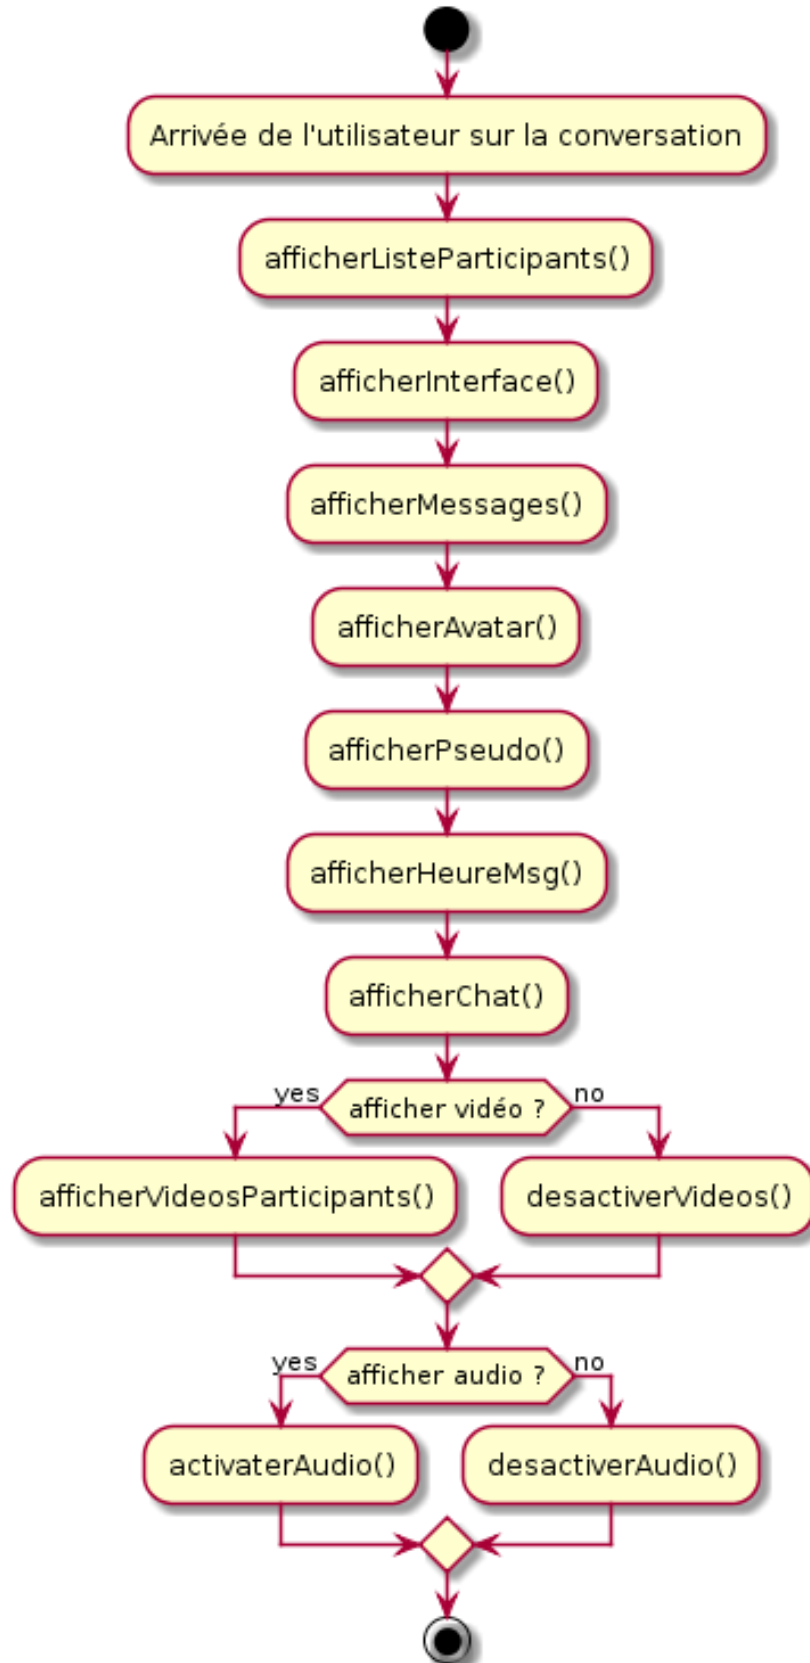 Arrivée de l'utilisateur sur la conversation
afficherListeParticipants()
afficherInterface()
afficherMessages()
afficherAvatar()
afficherPseudo()
afficherHeureMsg()
afficherChat()
yes
afficher vidéo ?
no
afficherVideosParticipants()
desactiverVideos()
yes
afficher audio ?
no
activaterAudio()
desactiverAudio()